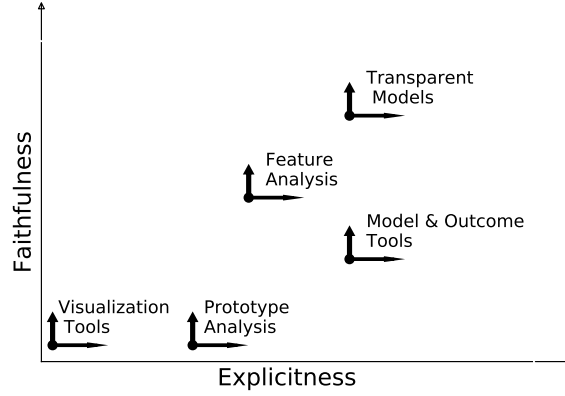 Transparent
Models
Feature
Analysis
Model & Outcome
Tools
Visualization
Tools
Prototype
Analysis
Faithfulness
Explicitness